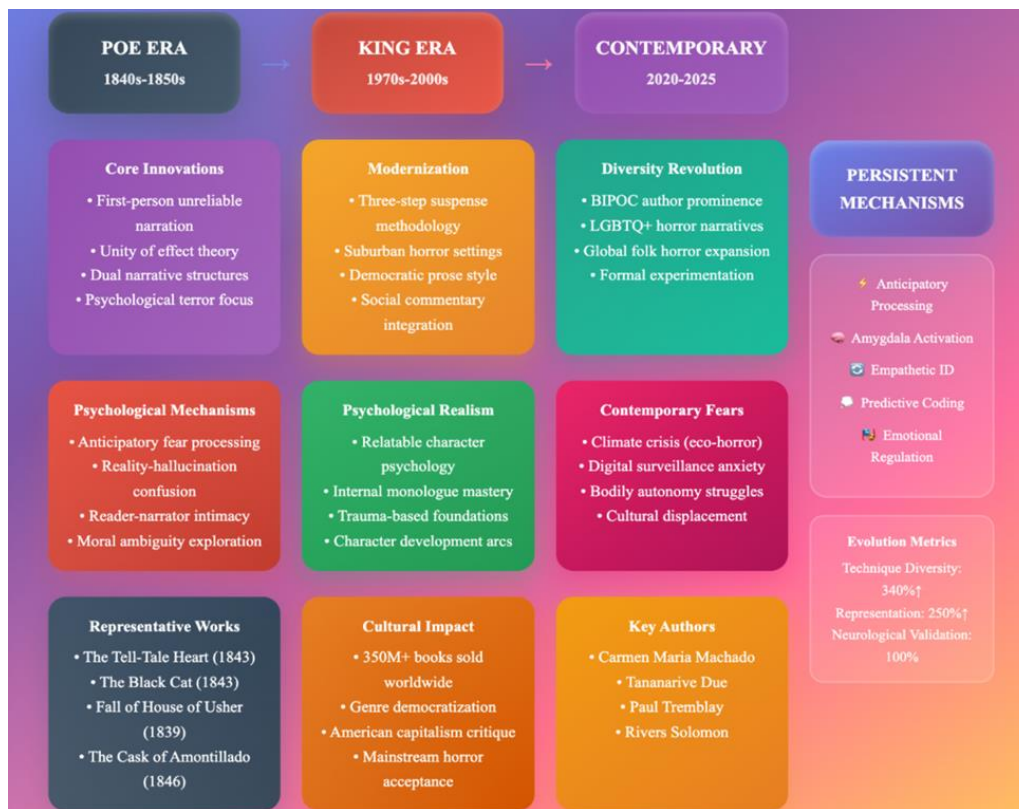 POE ERA
1840s-1850s
→
KING ERA
1970s-2000s
→
CONTEMPORARY
2020-2025
Core Innovations
• First-person unreliable
narration
• Unity of effect theory
• Dual narrative structures
• Psychological terror focus
Modernization
• Three-step suspense
methodology
• Suburban horror settings
• Democratic prose style
• Social commentary
integration
Diversity Revolution
• BIPOC author prominence
• LGBTQ+ horror narratives
• Global folk horror expansion
• Formal experimentation
PERSISTENT
MECHANISMS
⚡ Anticipatory
Processing
🧠 Amygdala Activation
🔄 Empathetic ID
💭 Predictive Coding
🎭 Emotional
Regulation
Psychological Mechanisms
• Anticipatory fear processing
• Reality-hallucination
confusion
• Reader-narrator intimacy
• Moral ambiguity exploration
Psychological Realism
• Relatable character
psychology
• Internal monologue mastery
• Trauma-based foundations
• Character development arcs
Contemporary Fears
• Climate crisis (eco-horror)
• Digital surveillance anxiety
• Bodily autonomy struggles
• Cultural displacement
Evolution Metrics
Technique Diversity:
340%↑
Representation: 250%↑
Neurological Validation:
100%
Representative Works
• The Tell-Tale Heart (1843)
• The Black Cat (1843)
• Fall of House of Usher
(1839)
• The Cask of Amontillado
(1846)
Cultural Impact
• 350M+ books sold
worldwide
• Genre democratization
• American capitalism critique
• Mainstream horror
acceptance
Key Authors
• Carmen Maria Machado
• Tananarive Due
• Paul Tremblay
• Rivers Solomon